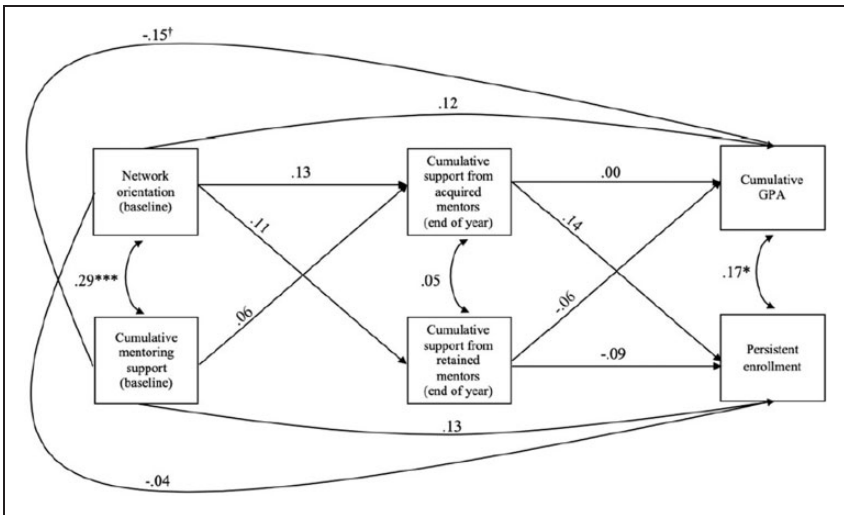 -.15†
.12
Network
orientation
(baseline)
.13
Cumulative
support from
acquired
mentors
(end of year)
.00
Cumulative
GPA
.11
.14
.29***
.05
.17*
.06
-.06
Cumulative
mentoring
support
(baseline)
Cumulative
support from
retained
mentors
(end of year)
-.09
Persistent
enrollment
.13
-.04